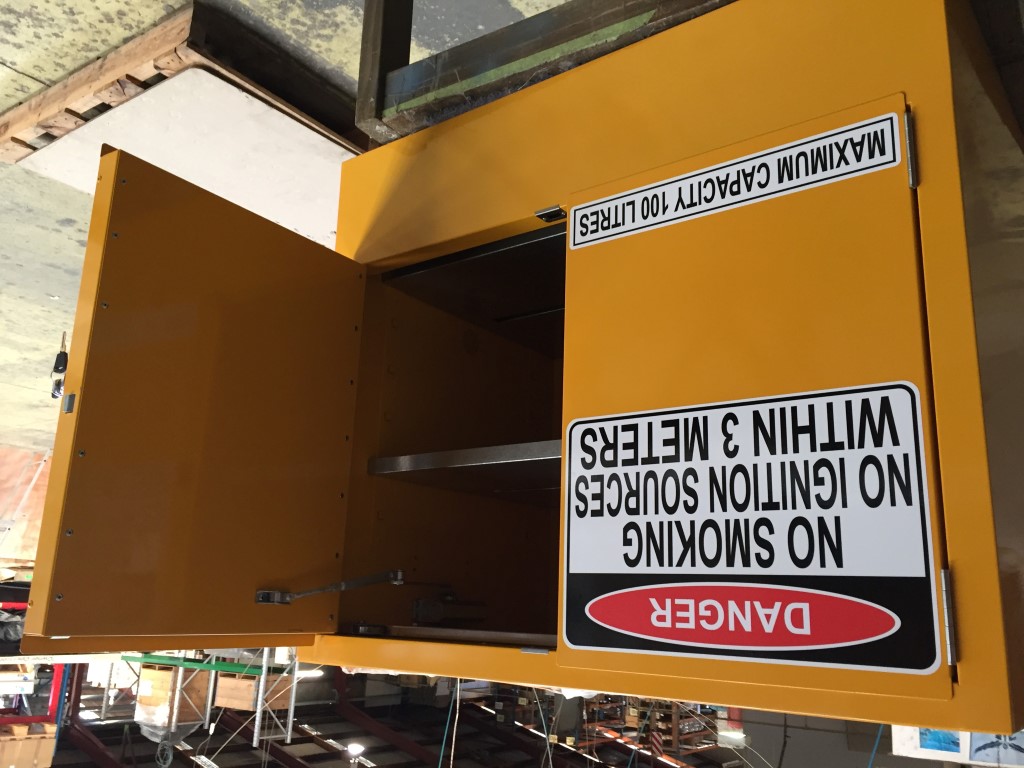 DANGER
NO SMOKING
NO IGNITION SOURCES
WITHIN 3 METERS
MAXIMUM CAPACITY 100 LITRES